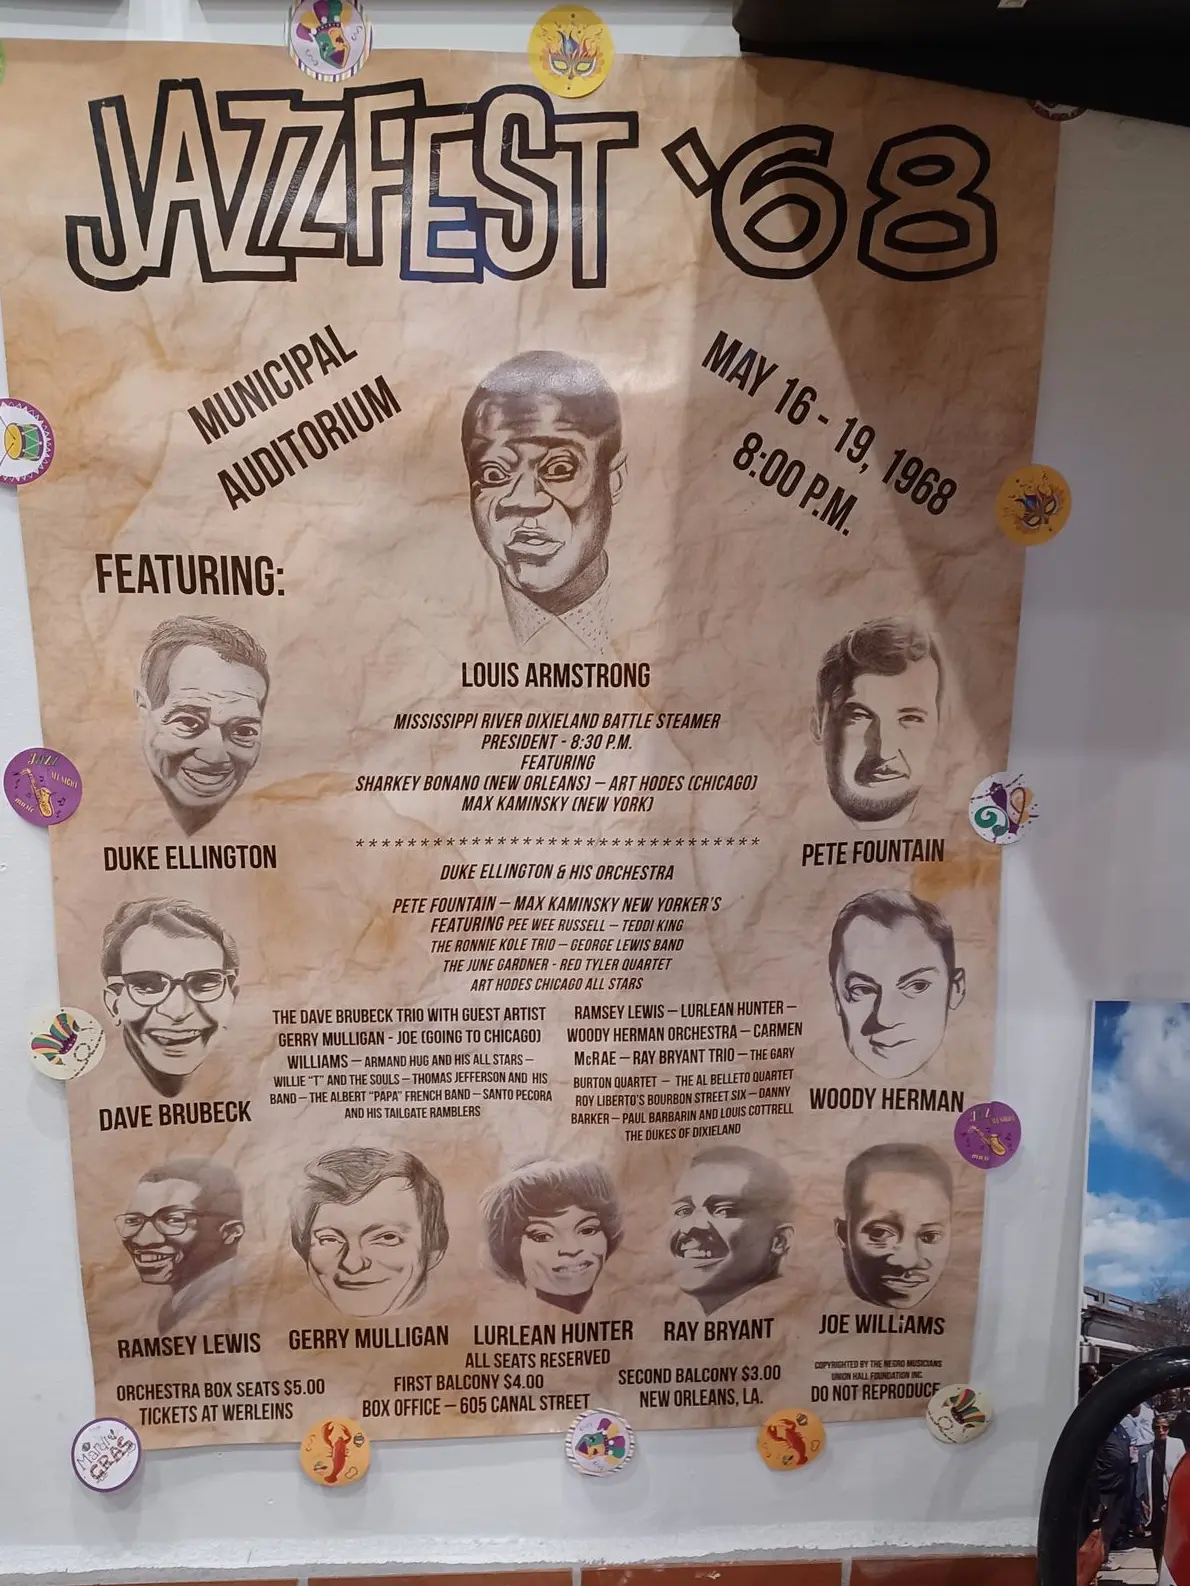 JAZZFEST '68
MUNICIPAL
AUDITORIUM
MAY 16 - 19, 1968
8:00 P.M.
FEATURING:
LOUIS ARMSTRONG
MISSISSIPPI RIVER DIXIELAND BATTLE STEAMER
PRESIDENT - 8:30 P.M.
FEATURING
SHARKEY BONANO (NEW ORLEANS) — ART HODES (CHICAGO)
MAX KAMINSKY (NEW YORK)
DUKE ELLINGTON
PETE FOUNTAIN
******************************
DUKE ELLINGTON & HIS ORCHESTRA
PETE FOUNTAIN — MAX KAMINSKY NEW YORKER'S
FEATURING PEE WEE RUSSELL — TEDDI KING
THE RONNIE KOLE TRIO — GEORGE LEWIS BAND
THE JUNE GARDNER - RED TYLER QUARTET
ART HODES CHICAGO ALL STARS
THE DAVE BRUBECK TRIO WITH GUEST ARTIST
GERRY MULLIGAN - JOE (GOING TO CHICAGO)
WILLIAMS — ARMAND HUG AND HIS ALL STARS —
WILLIE "T" AND THE SOULS — THOMAS JEFFERSON AND HIS
BAND — THE ALBERT "PAPA" FRENCH BAND — SANTO PECORA
AND HIS TAILGATE RAMBLERS
RAMSEY LEWIS — LURLEAN HUNTER —
WOODY HERMAN ORCHESTRA — CARMEN
McRAE — RAY BRYANT TRIO — THE GARY
BURTON QUARTET — THE AL BELLETO QUARTET
ROY LIBERTO'S BOURBON STREET SIX — DANNY
BARKER — PAUL BARBARIN AND LOUIS COTTRELL
THE DUKES OF DIXIELAND
DAVE BRUBECK
WOODY HERMAN
RAMSEY LEWIS
GERRY MULLIGAN
LURLEAN HUNTER
RAY BRYANT
JOE WILLiAMS
ORCHESTRA BOX SEATS $5.00
TICKETS AT WERLEINS
ALL SEATS RESERVED
FIRST BALCONY $4.00
BOX OFFICE — 605 CANAL STREET
SECOND BALCONY $3.00
NEW ORLEANS, LA.
COPYRIGHTED BY THE NEGRO MUSICIANS
UNION HALL FOUNDATION INC.
DO NOT REPRODUCE
JAZZ
music
Mardi
GRAS